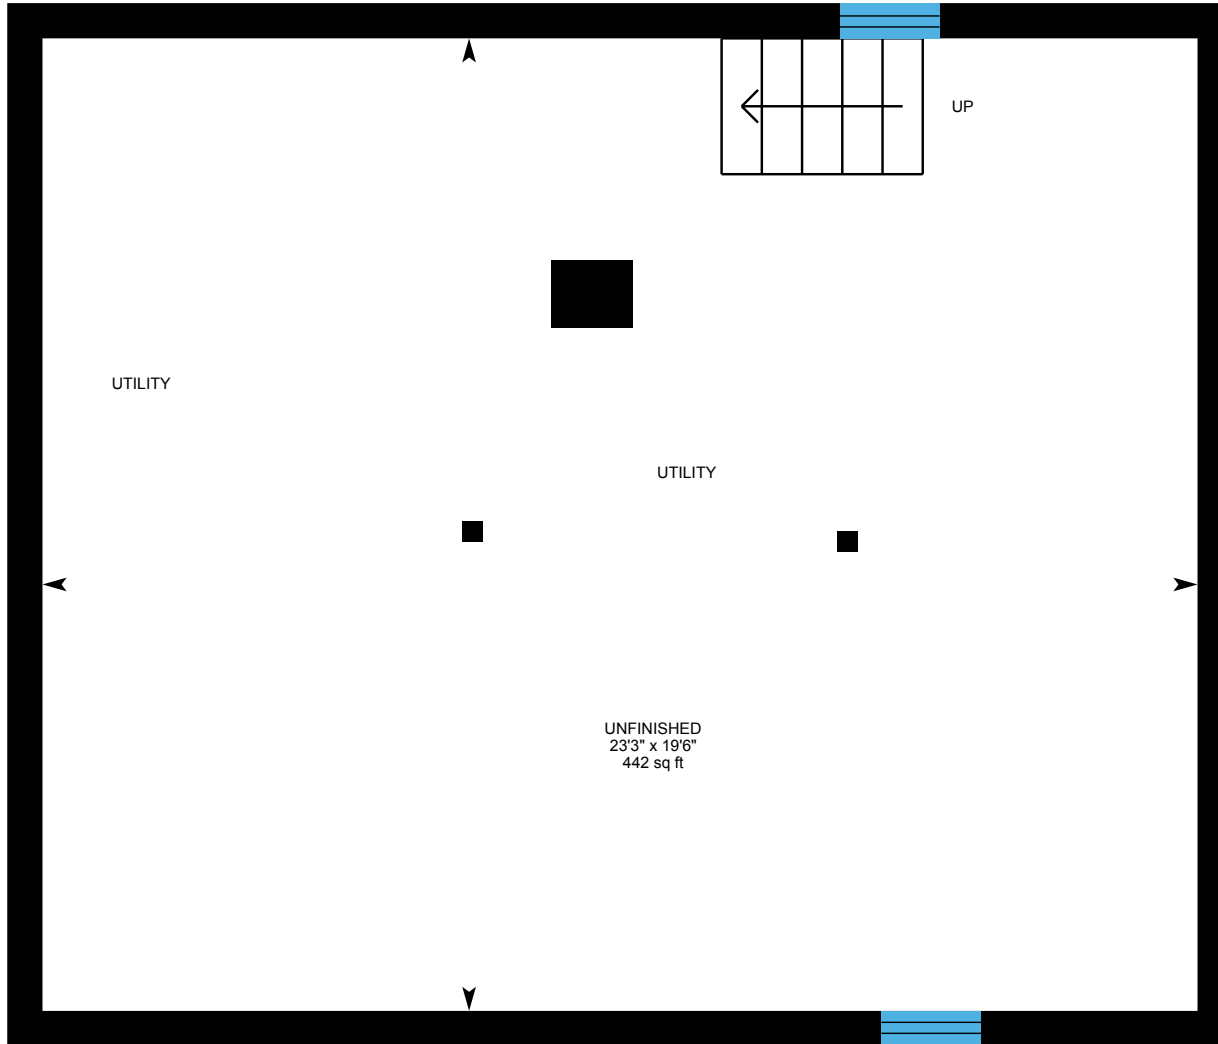 UP
UTILITY
UTILITY
UNFINISHED
23'3" x 19'6"
442 sq ft